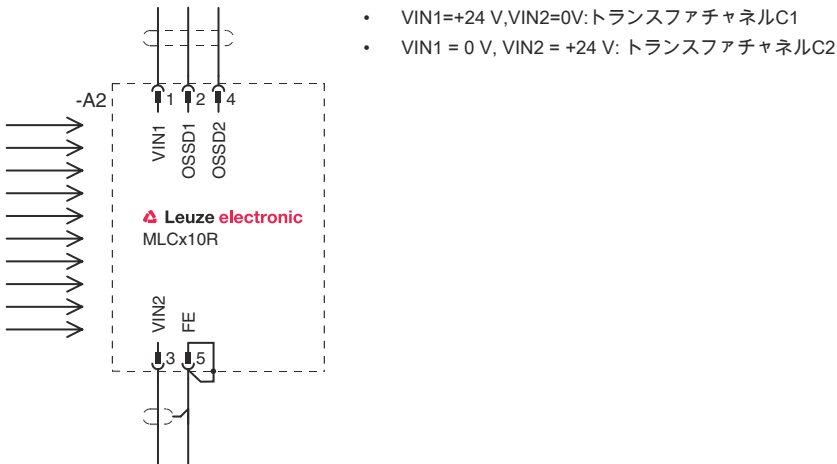 • VIN1=+24 V,VIN2=0V:トランスファチャネルC1
• VIN1 = 0 V, VIN2 = +24 V: トランスファチャネルC2
-A2
1 2 4
VIN1
OSSD1
OSSD2
Leuze electronic
MLCx10R
VIN2
FE
3 5